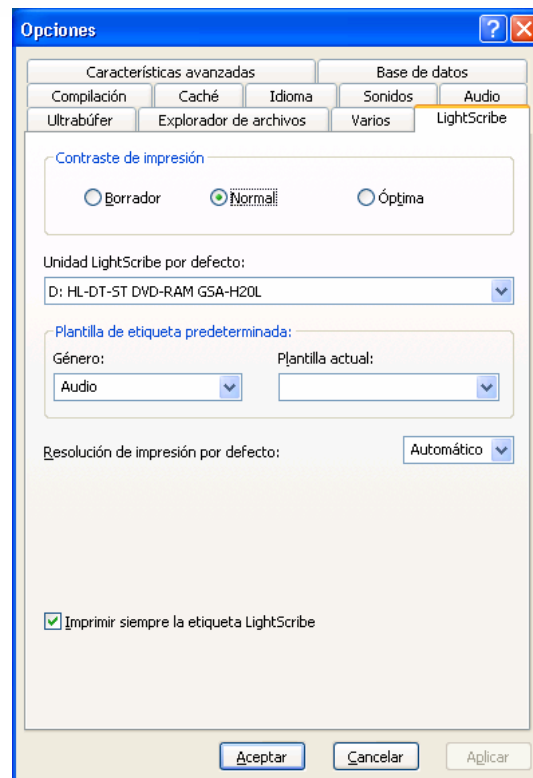 Opciones
Características avanzadas Base de datos
Compilación Caché Idioma Sonidos Audio
Ultrabúfer Explorador de archivos Varios LightScribe
Contraste de impresión
Borrador Normal Óptima
Unidad LightScribe por defecto:
D: HL-DT-ST DVD-RAM GSA-H20L
Plantilla de etiqueta predeterminada:
Género: Plantilla actual:
Audio
Resolución de impresión por defecto: Automático
Imprimir siempre la etiqueta LightScribe
Aceptar Cancelar Aplicar